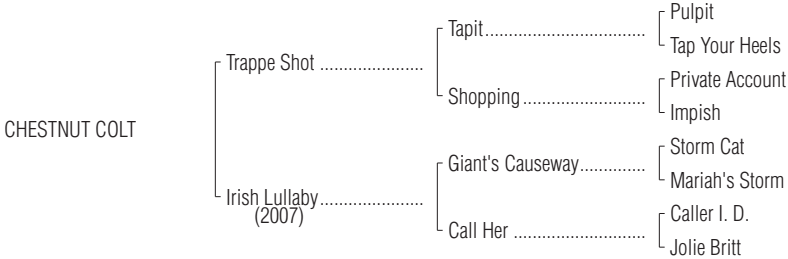 Pulpit
Tapit
Tap Your Heels
Trappe Shot
Private Account
Shopping
Impish
CHESTNUT COLT
Storm Cat
Giant's Causeway
Mariah's Storm
Irish Lullaby
(2007)
Caller I. D.
Call Her
Jolie Britt